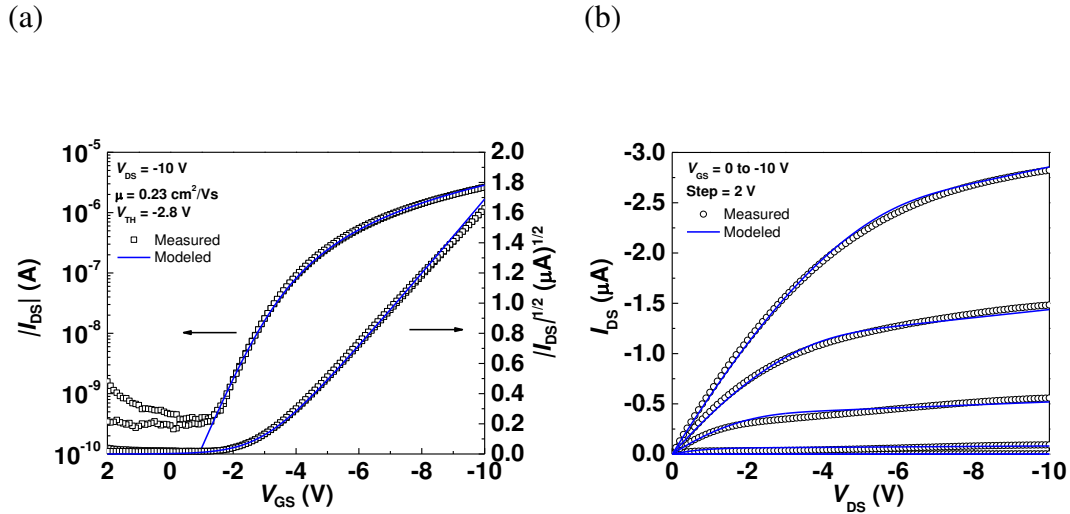 (a)
(b)
10^-5
10^-6
10^-7
10^-8
10^-9
10^-10
|I_DS| (A)
V_DS = -10 V
μ = 0.23 cm^2/Vs
V_TH = -2.8 V
Measured
Modeled
2.0
1.8
1.6
1.4
1.2
1.0
0.8
0.6
0.4
0.2
0.0
|I_DS|^1/2 (μA)^1/2
2 0 -2 -4 -6 -8 -10
V_GS (V)
-3.0
-2.5
-2.0
-1.5
-1.0
-0.5
0.0
I_DS (μA)
V_GS = 0 to -10 V
Step = 2 V
Measured
Modeled
0 -2 -4 -6 -8 -10
V_DS (V)